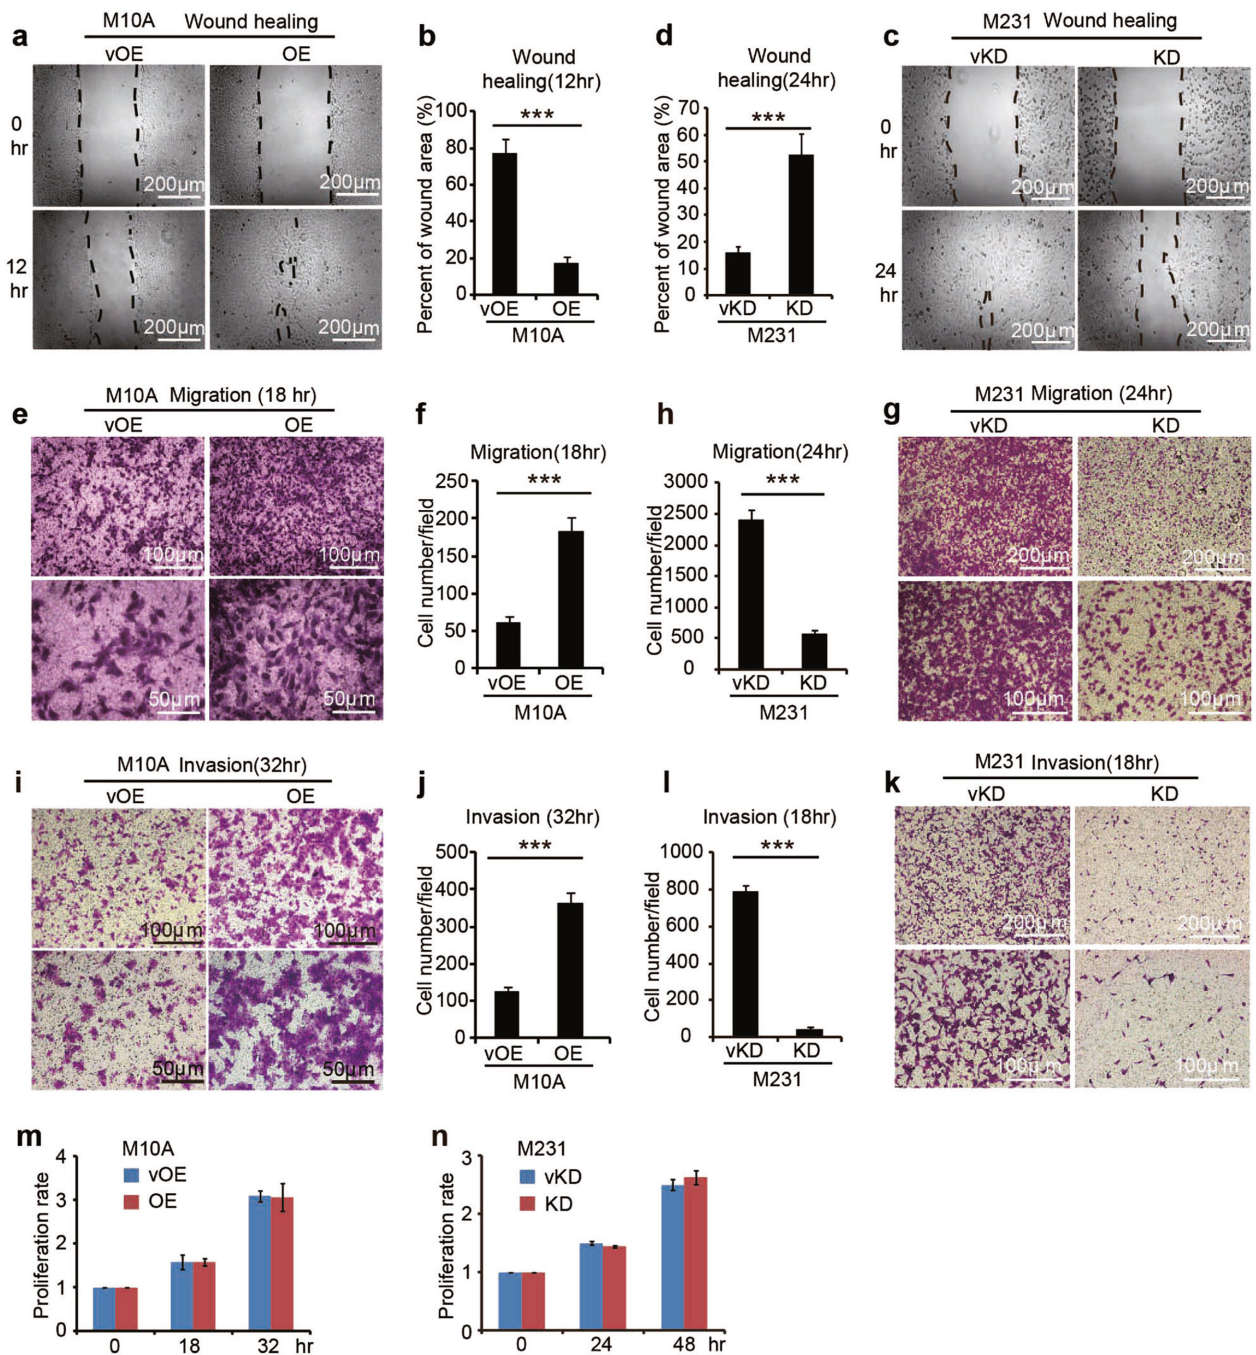 a
M10A Wound healing
vOE OE
0 hr
200μm 200μm
12 hr
200μm 200μm
b
Wound
healing(12hr)
Percent of wound area (%)
100
80
60
40
20
0
***
vOE OE
M10A
d
Wound
healing(24hr)
Percent of wound area (%)
70
60
50
40
30
20
10
0
***
vKD KD
M231
c
M231 Wound healing
vKD KD
0 hr
200μm 200μm
24 hr
200μm 200μm
e
M10A Migration (18 hr)
vOE OE
100μm 100μm
50μm 50μm
f
Migration(18hr)
Cell number/field
250
200
150
100
50
0
***
vOE OE
M10A
h
Migration(24hr)
Cell number/field
3000
2500
2000
1500
1000
500
0
***
vKD KD
M231
g
M231 Migration (24hr)
vKD KD
200μm 200μm
100μm 100μm
i
M10A Invasion(32hr)
vOE OE
100μm 100μm
50μm 50μm
j
Invasion (32hr)
Cell number/field
500
400
300
200
100
0
***
vOE OE
M10A
l
Invasion (18hr)
Cell number/field
1000
800
600
400
200
0
***
vKD KD
M231
k
M231 Invasion(18hr)
vKD KD
200μm 200μm
100μm 100μm
m
M10A
vOE
OE
Proliferation rate
4
3
2
1
0
0 18 32 hr
n
M231
vKD
KD
Proliferation rate
3
2
1
0
0 24 48 hr